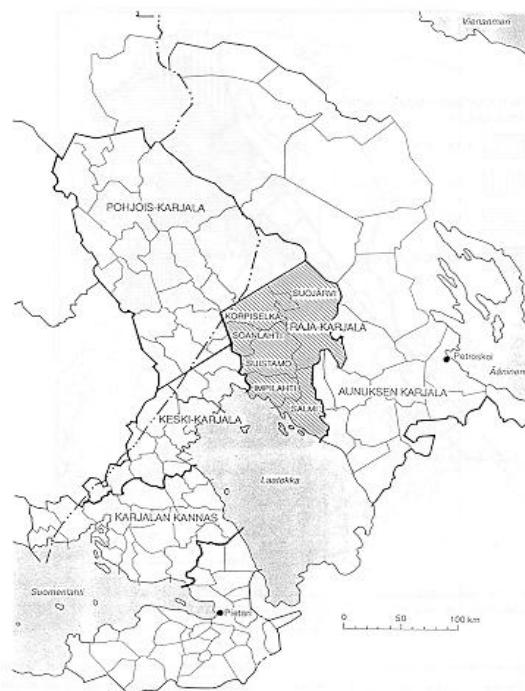 Vienanmeri
POHJOIS-KARJALA
SUOJÄRVI
KORPISELKÄ
RAJA-KARJALA
SOANLAHTI
Petroskoi
SUISTAMO
Ääninen
IMPILAHTI
AUNUKSEN KARJALA
SALMI
KESKI-KARJALA
Laatokka
KARJALAN KANNAS
Suomenlahti
Pietari
0 50 100 km